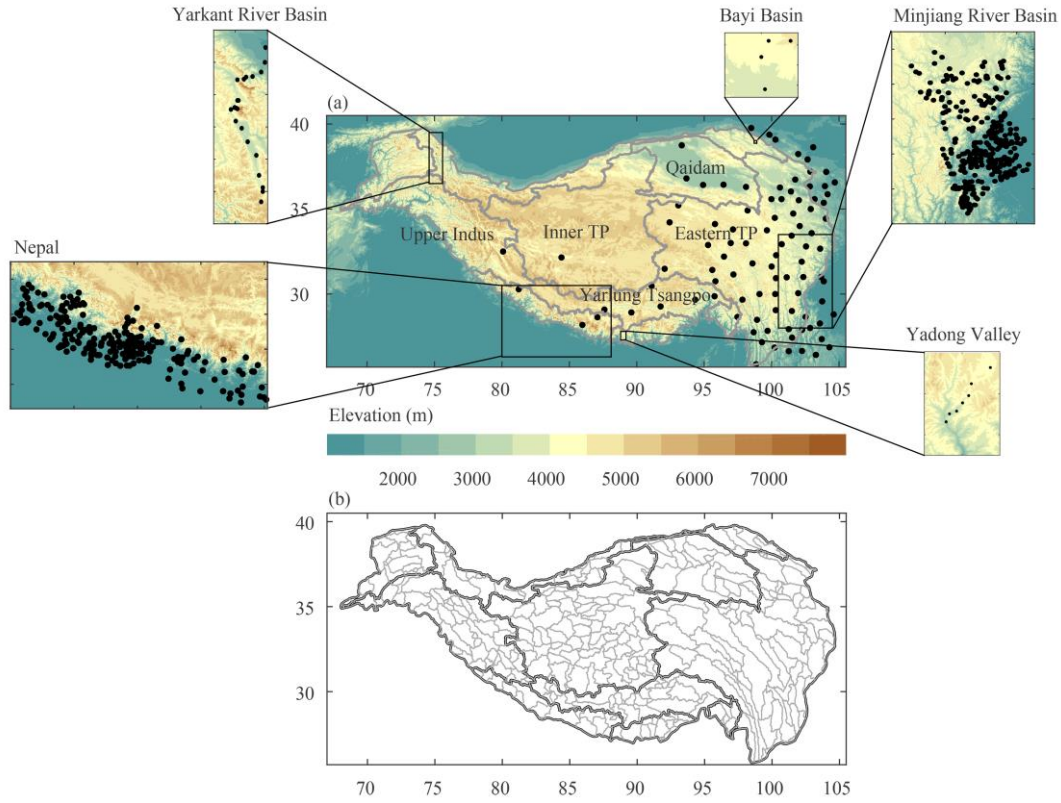 Yarkant River Basin
Bayi Basin
Minjiang River Basin
(a)
40
35
30
Qaidam
Upper Indus
Inner TP
Eastern TP
Yarlung Tsangpo
Nepal
Yadong Valley
70 75 80 85 90 95 100 105
Elevation (m)
2000 3000 4000 5000 6000 7000
(b)
40
35
30
70 75 80 85 90 95 100 105